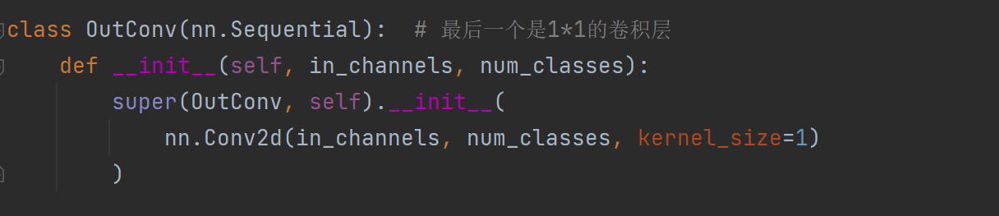 class OutConv(nn.Sequential):  # 最后一个是1*1的卷积层
    def __init__(self, in_channels, num_classes):
        super(OutConv, self).__init__(
            nn.Conv2d(in_channels, num_classes, kernel_size=1)
        )